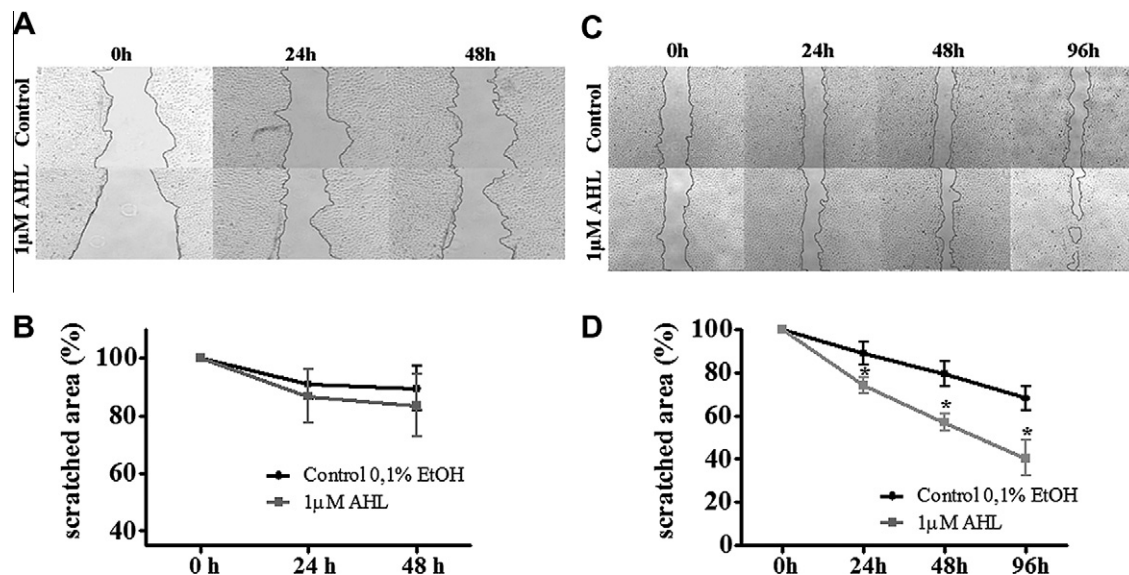 A
0h 24h 48h
Control
1μM AHL
B
scratched area (%)
100
80
60
40
Control 0,1% EtOH
1μM AHL
0 h 24 h 48 h
C
0h 24h 48h 96h
Control
1μM AHL
D
scratched area (%)
100
80
60
40
20
0
*
*
*
Control 0,1% EtOH
1μM AHL
0h 24h 48h 96h